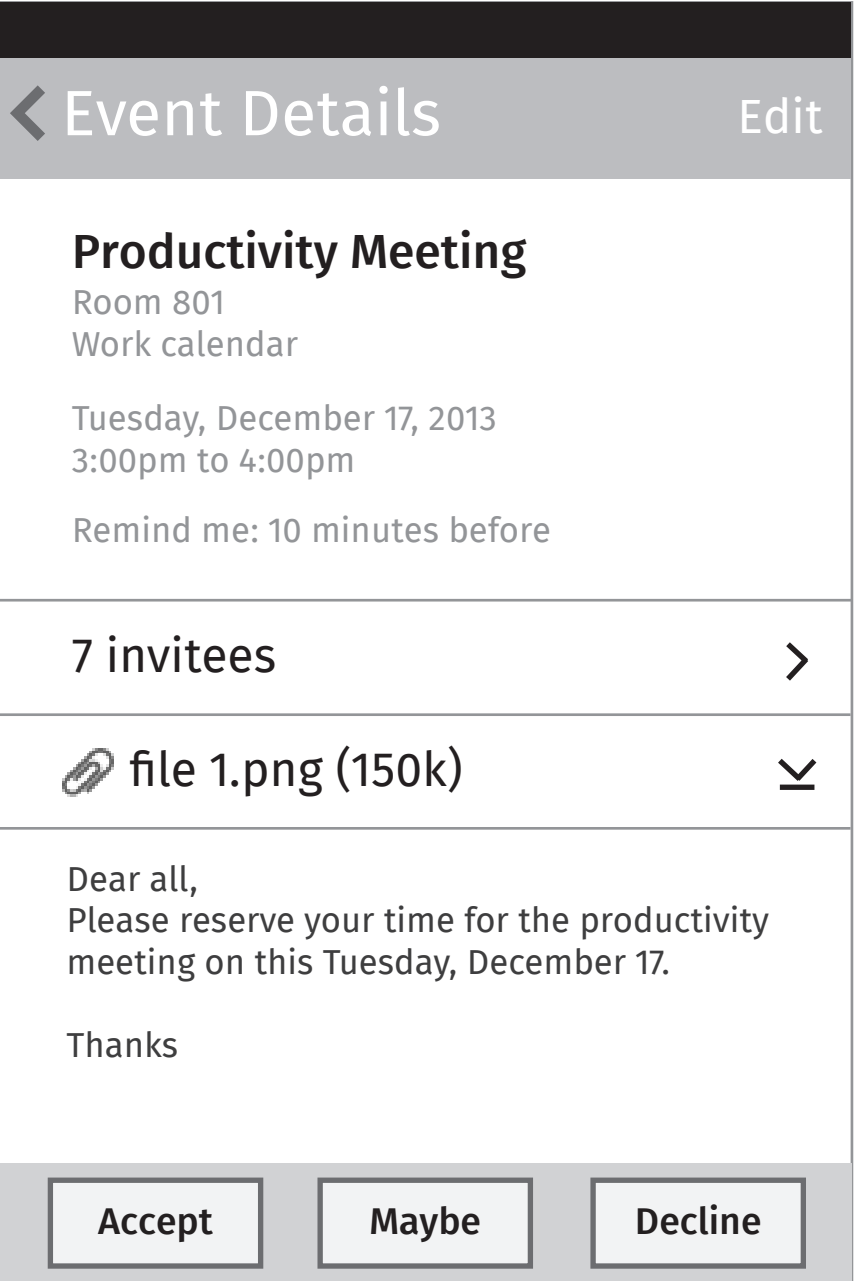 Event Details
Edit
Productivity Meeting
Room 801
Work calendar
Tuesday, December 17, 2013
3:00pm to 4:00pm
Remind me: 10 minutes before
7 invitees
file 1.png (150k)
Dear all,
Please reserve your time for the productivity
meeting on this Tuesday, December 17.
Thanks
Accept
Maybe
Decline